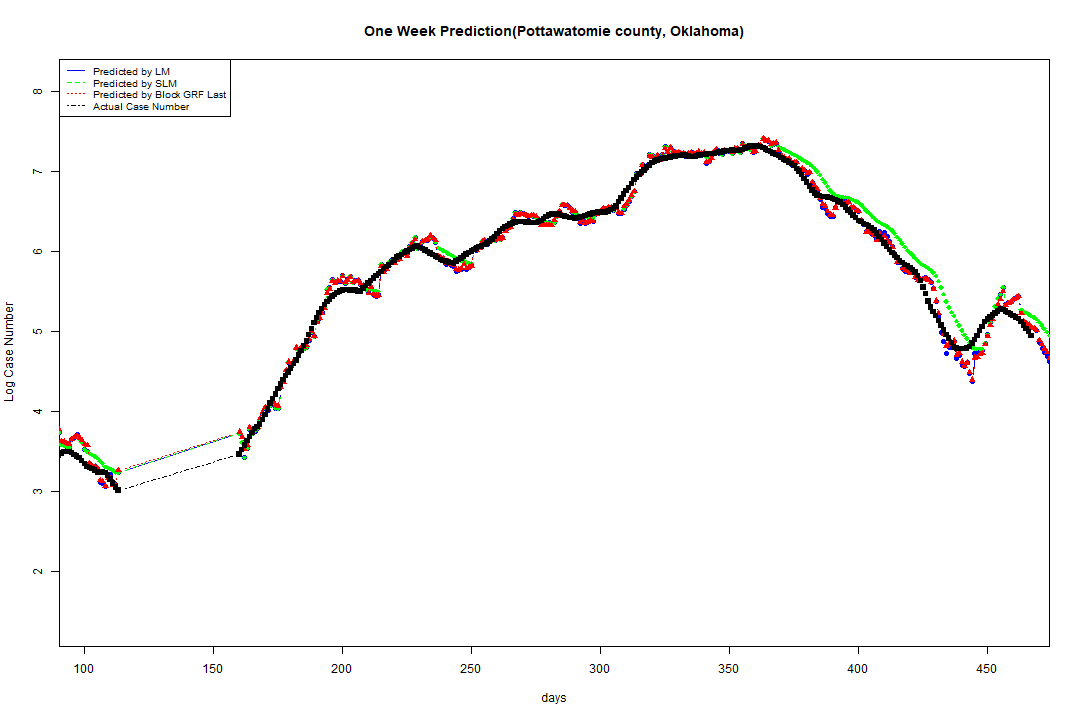 One Week Prediction(Pottawatomie county, Oklahoma)
Predicted by LM
Predicted by SLM
Predicted by Block GRF Last
Actual Case Number
8
7
6
5
4
3
2
Log Case Number
100 150 200 250 300 350 400 450
days